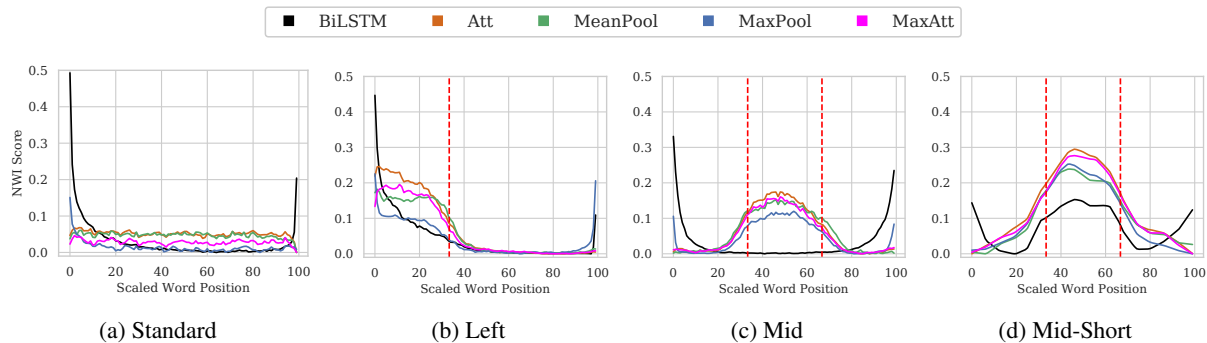 BiLSTM Att MeanPool MaxPool MaxAtt
0.5 0.4 0.3 0.2 0.1 0.0
NWI Score
0 20 40 60 80 100
Scaled Word Position
(a) Standard
0.5 0.4 0.3 0.2 0.1 0.0
0 20 40 60 80 100
Scaled Word Position
(b) Left
0.5 0.4 0.3 0.2 0.1 0.0
0 20 40 60 80 100
Scaled Word Position
(c) Mid
0.5 0.4 0.3 0.2 0.1 0.0
0 20 40 60 80 100
Scaled Word Position
(d) Mid-Short